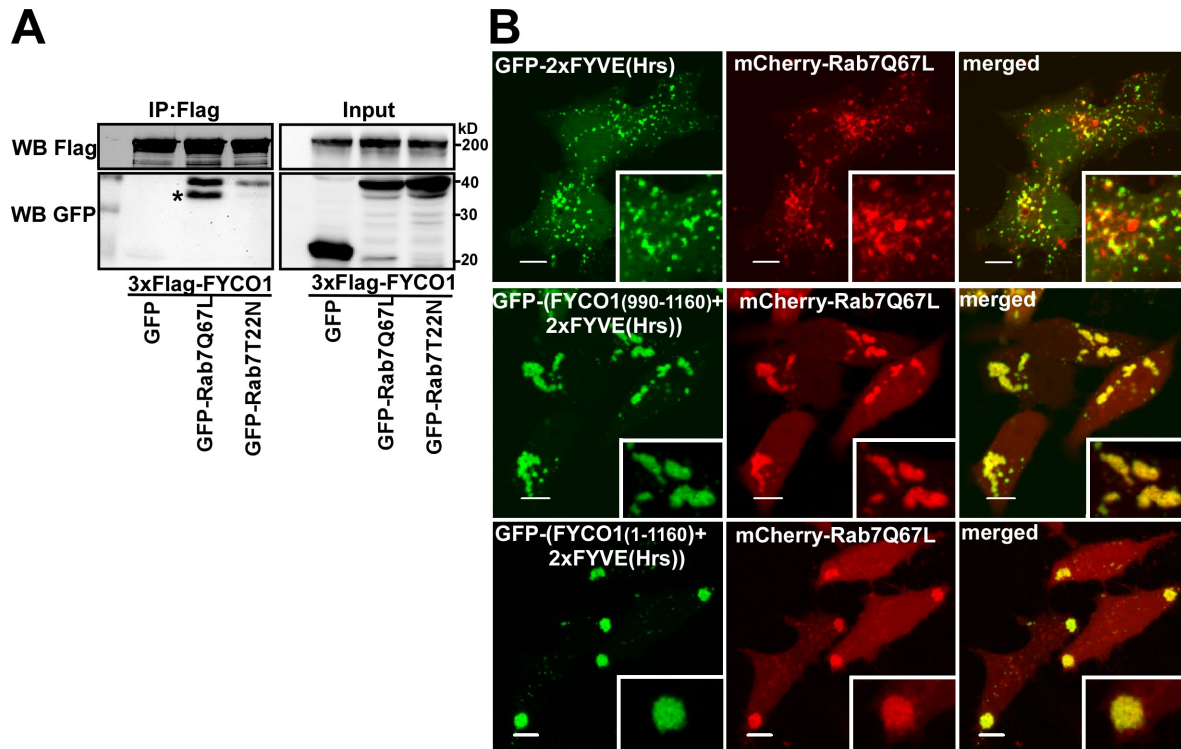 A
IP:Flag
Input
kD
WB Flag
200
WB GFP
*
40
30
20
3xFlag-FYCO1
3xFlag-FYCO1
GFP
GFP-Rab7Q67L
GFP-Rab7T22N
GFP
GFP-Rab7Q67L
GFP-Rab7T22N
B
GFP-2xFYVE(Hrs)
mCherry-Rab7Q67L
merged
GFP-(FYCO1(990-1160)+
2xFYVE(Hrs))
mCherry-Rab7Q67L
merged
GFP-(FYCO1(1-1160)+
2xFYVE(Hrs))
mCherry-Rab7Q67L
merged